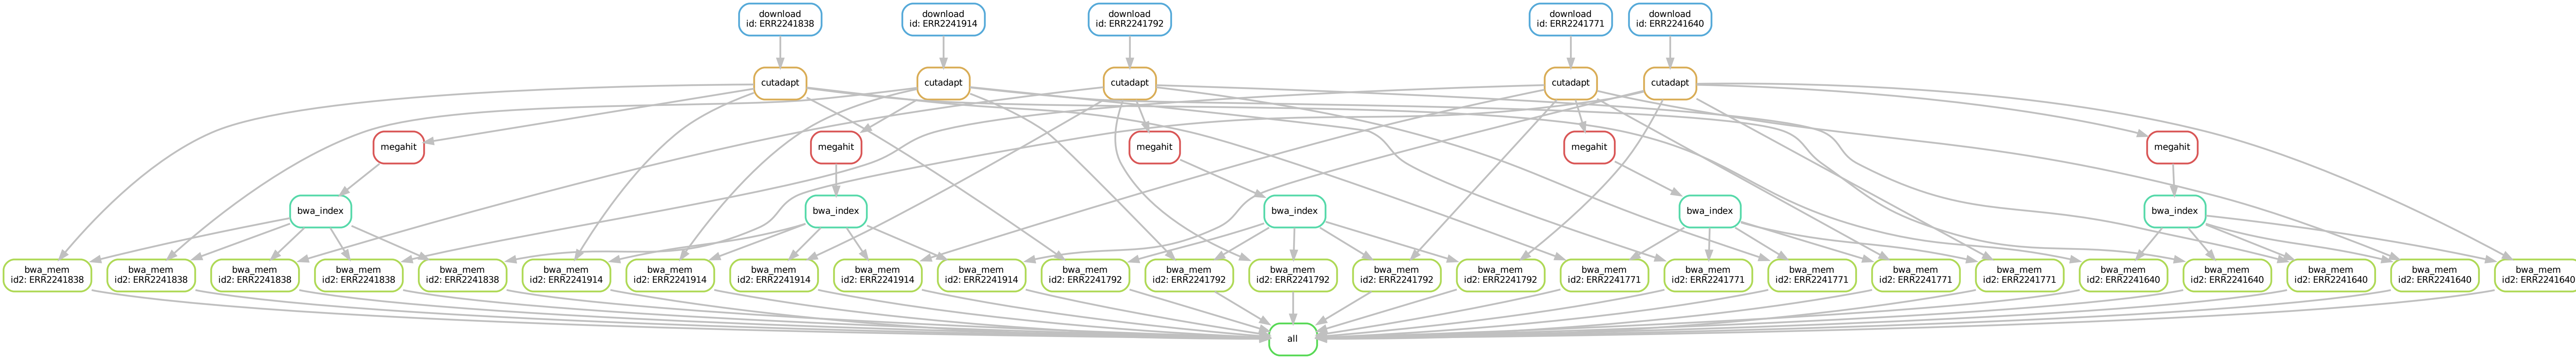 download
id: ERR2241838
download
id: ERR2241914
download
id: ERR2241792
download
id: ERR2241771
download
id: ERR2241640
cutadapt
cutadapt
cutadapt
cutadapt
cutadapt
megahit
megahit
megahit
megahit
megahit
bwa_index
bwa_index
bwa_index
bwa_index
bwa_index
bwa_mem
id2: ERR2241838
bwa_mem
id2: ERR2241838
bwa_mem
id2: ERR2241838
bwa_mem
id2: ERR2241838
bwa_mem
id2: ERR2241838
bwa_mem
id2: ERR2241914
bwa_mem
id2: ERR2241914
bwa_mem
id2: ERR2241914
bwa_mem
id2: ERR2241914
bwa_mem
id2: ERR2241914
bwa_mem
id2: ERR2241792
bwa_mem
id2: ERR2241792
bwa_mem
id2: ERR2241792
bwa_mem
id2: ERR2241792
bwa_mem
id2: ERR2241792
bwa_mem
id2: ERR2241771
bwa_mem
id2: ERR2241771
bwa_mem
id2: ERR2241771
bwa_mem
id2: ERR2241771
bwa_mem
id2: ERR2241771
bwa_mem
id2: ERR2241640
bwa_mem
id2: ERR2241640
bwa_mem
id2: ERR2241640
bwa_mem
id2: ERR2241640
bwa_mem
id2: ERR2241640
all